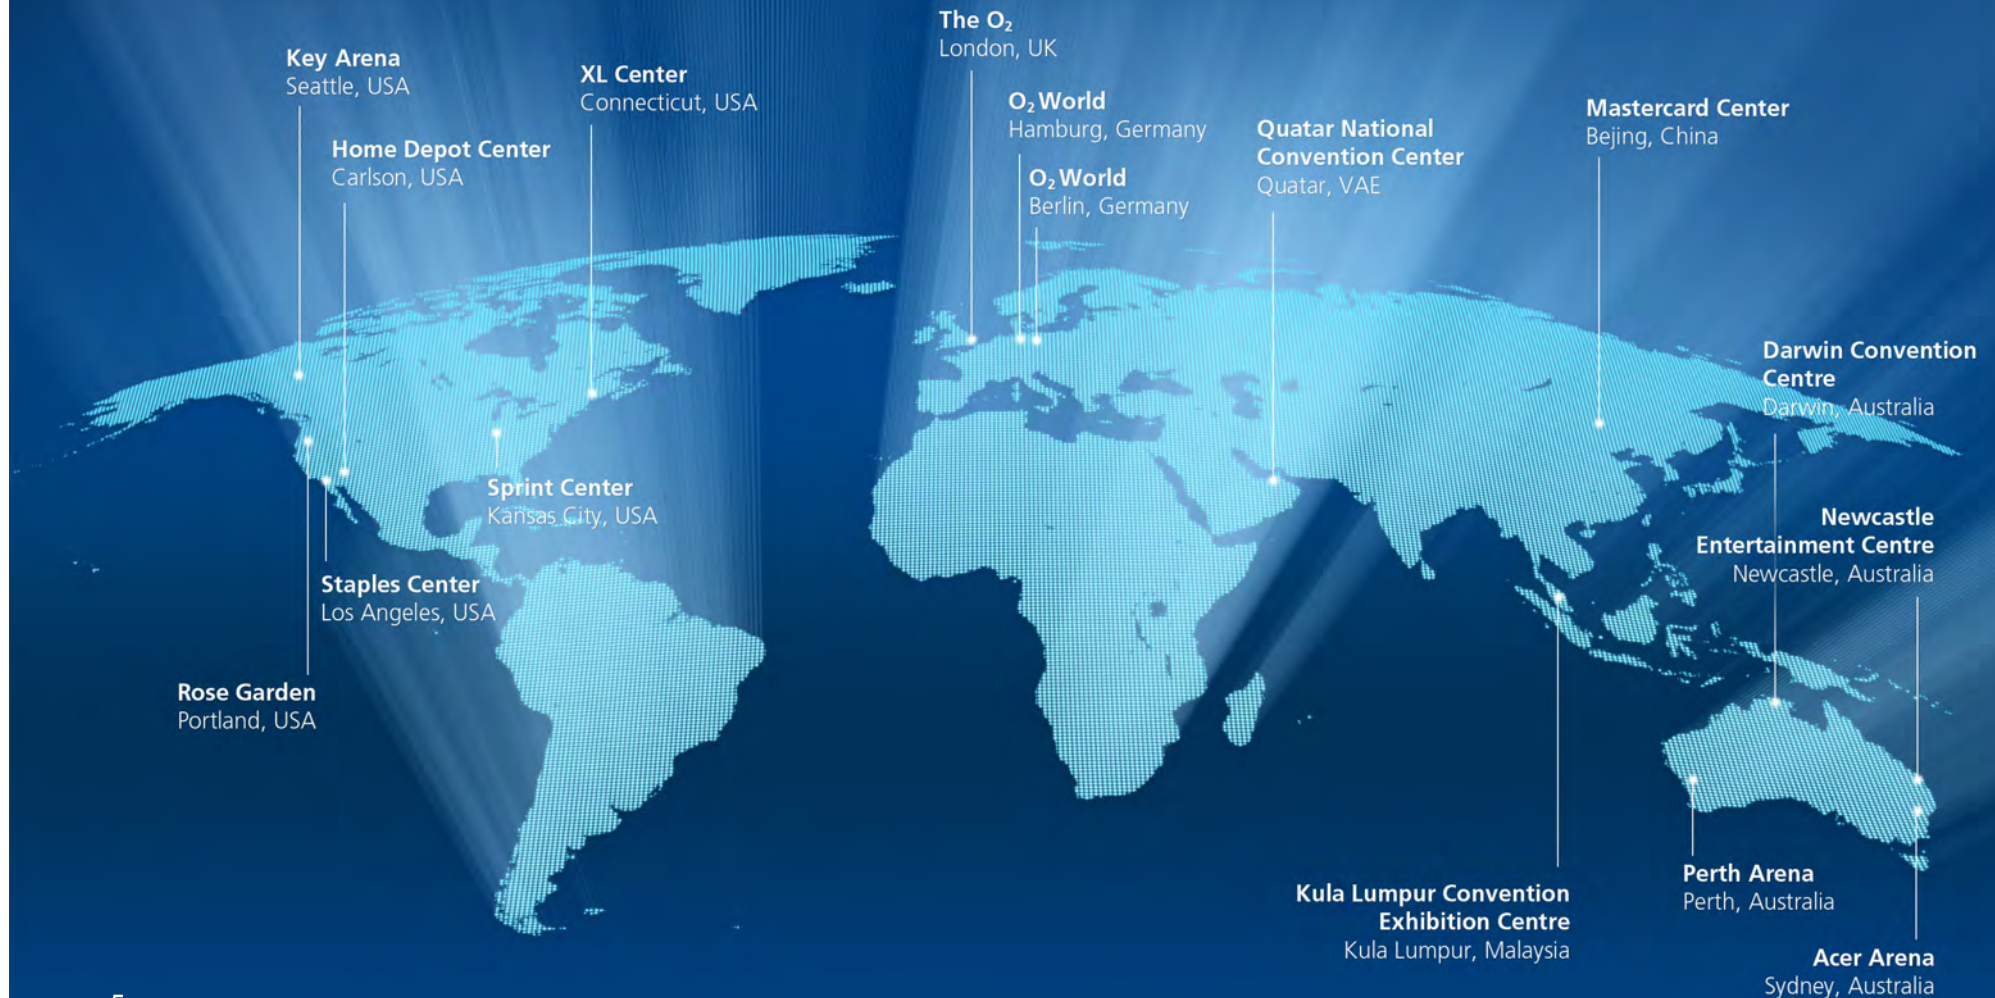 The O₂
London, UK
Key Arena
Seattle, USA
XL Center
Connecticut, USA
O₂ World
Hamburg, Germany
Mastercard Center
Bejing, China
Quatar National
Convention Center
Quatar, VAE
Home Depot Center
Carlson, USA
O₂ World
Berlin, Germany
Darwin Convention
Centre
Darwin, Australia
Sprint Center
Kansas City, USA
Newcastle
Entertainment Centre
Newcastle, Australia
Staples Center
Los Angeles, USA
Rose Garden
Portland, USA
Perth Arena
Perth, Australia
Kula Lumpur Convention
Exhibition Centre
Kula Lumpur, Malaysia
Acer Arena
Sydney, Australia